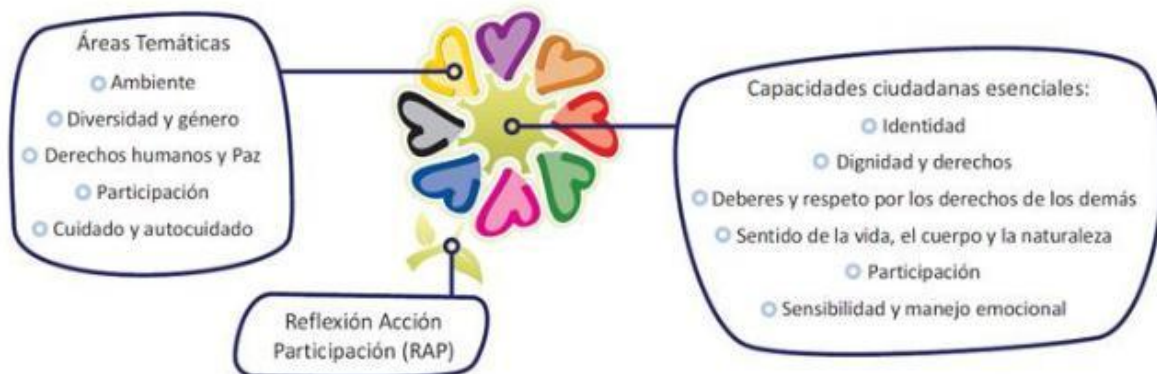 Áreas Temáticas
Ambiente
Diversidad y género
Derechos humanos y Paz
Participación
Cuidado y autocuidado
Reflexión Acción
Participación (RAP)
Capacidades ciudadanas esenciales:
Identidad
Dignidad y derechos
Deberes y respeto por los derechos de los demás
Sentido de la vida, el cuerpo y la naturaleza
Participación
Sensibilidad y manejo emocional